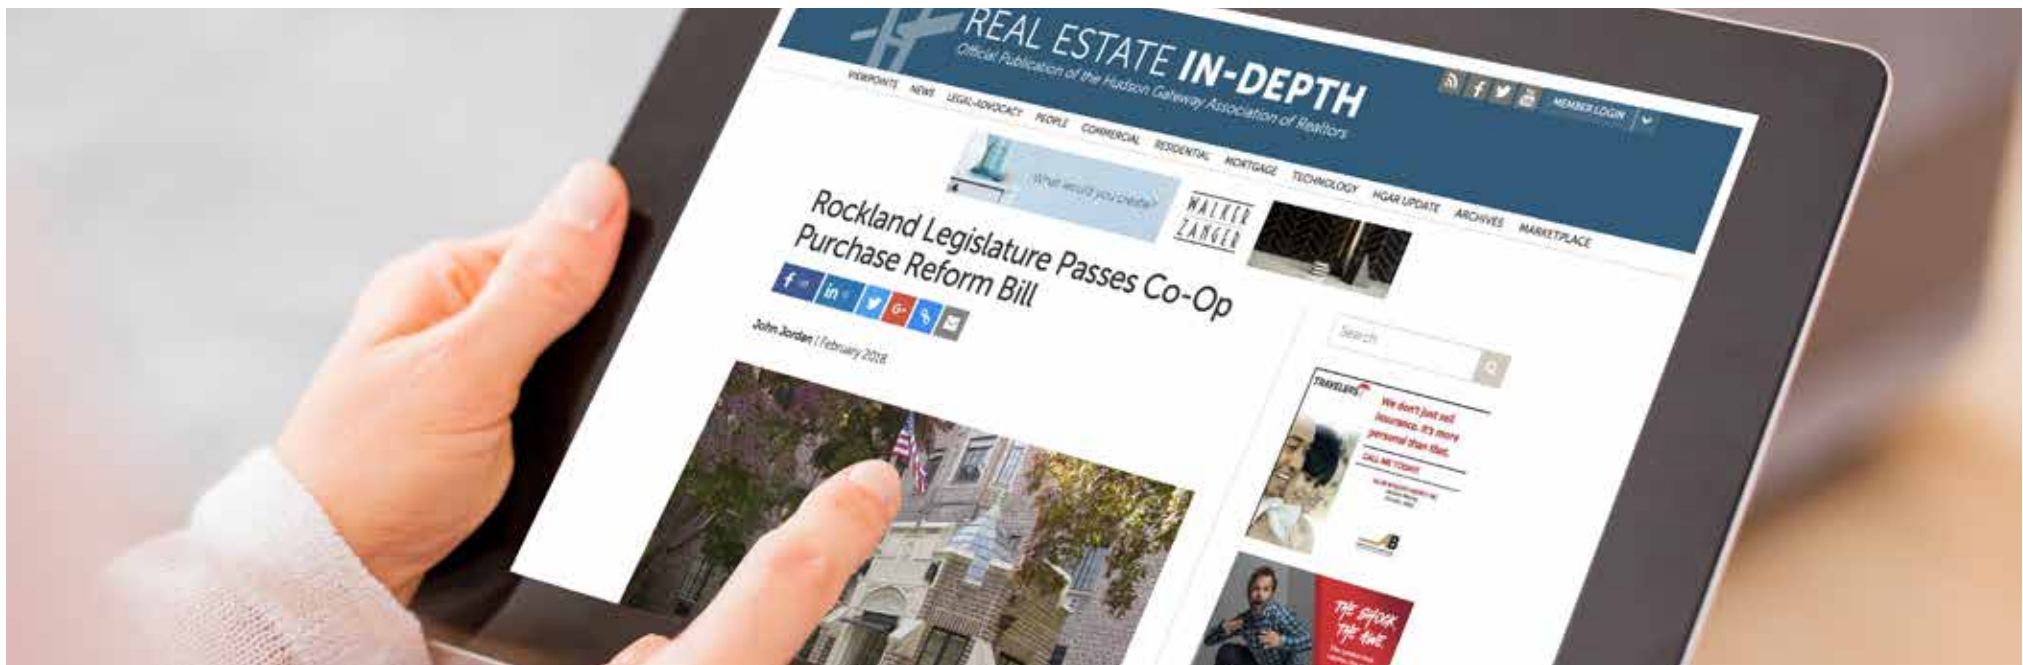 REAL ESTATE IN-DEPTH
Official Publication of the Hudson Gateway Association of Realtors
MEMBER LOGIN
VIEWPOINTS NEWS LEGAL-ADVOCACY PEOPLE COMMERCIAL RESIDENTIAL MORTGAGE TECHNOLOGY HGAR UPDATE ARCHIVES MARKETPLACE
What would you create?
WALKER
ZANGER
Rockland Legislature Passes Co-Op
Purchase Reform Bill
John Jordan | February 2018
Search
TRAVELERS
We don't just sell
insurance. It's more
personal than that.
CALL ME TODAY!
THE SHOCK
THE AWE